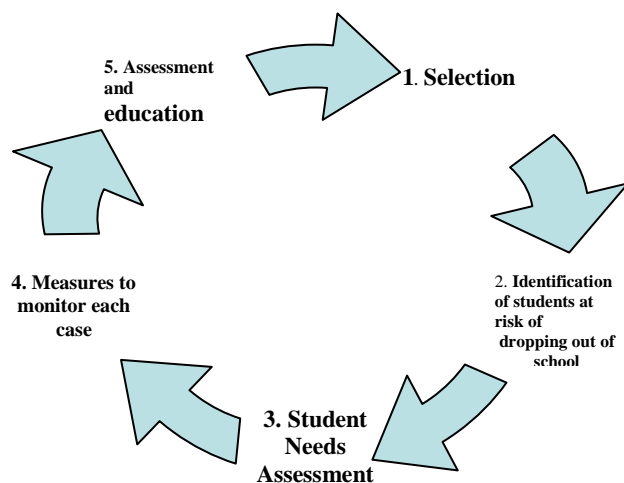 1. Selection
2. Identification
of students at
risk of
dropping out of
school
3. Student
Needs
Assessment
4. Measures to
monitor each
case
5. Assessment
and
education